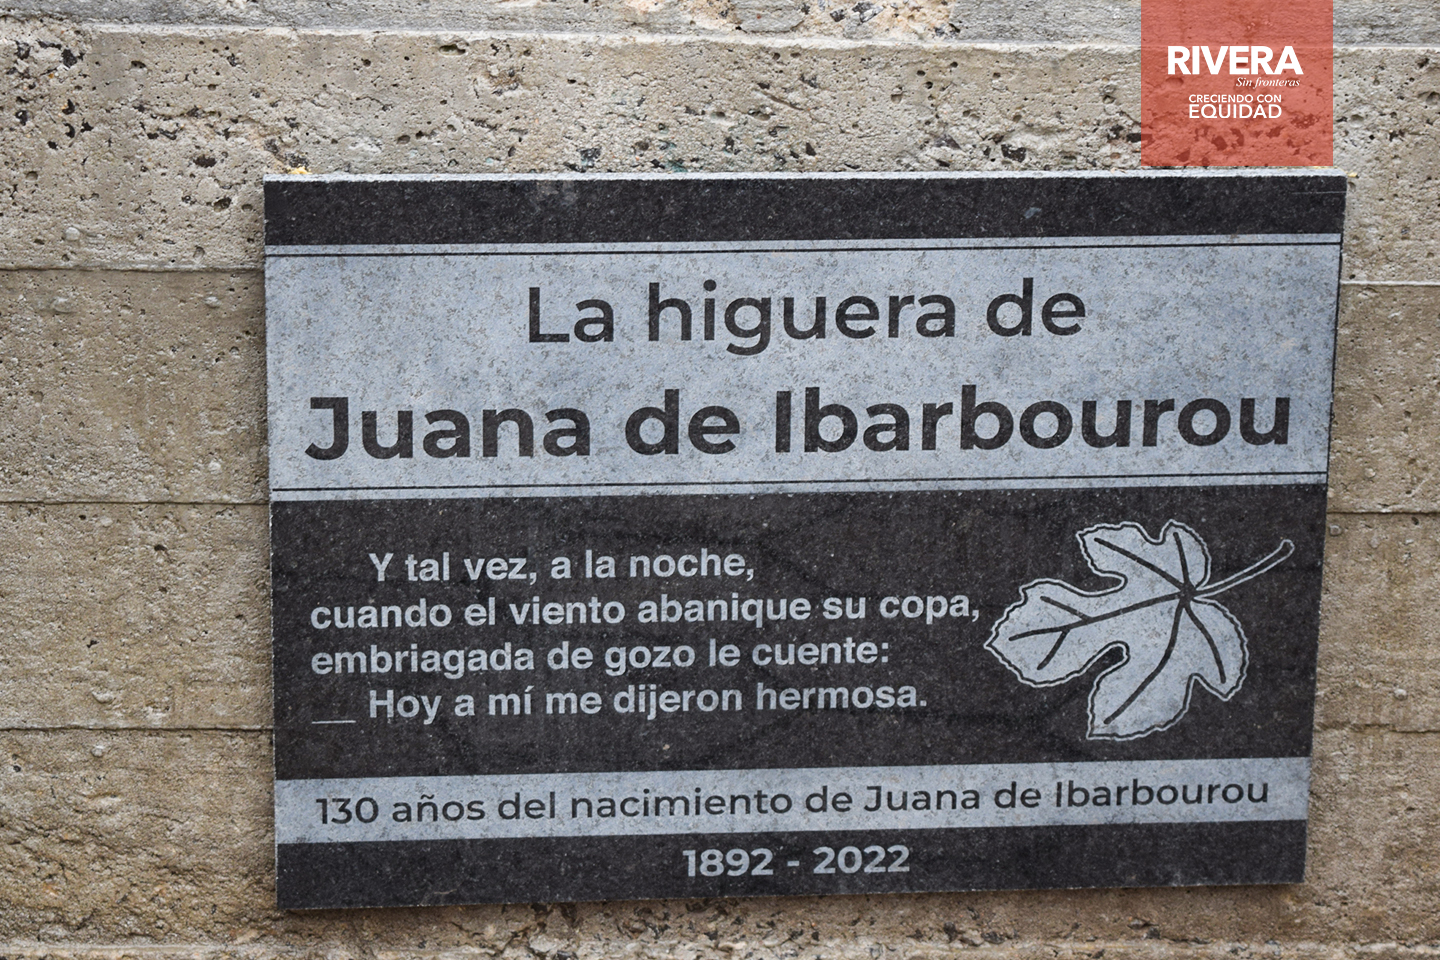 RIVERA
Sin fronteras
CRECIENDO CON
EQUIDAD
La higuera de
Juana de Ibarbourou
Y tal vez, a la noche,
cuando el viento abanique su copa,
embriagada de gozo le cuente:
__ Hoy a mí me dijeron hermosa.
130 años del nacimiento de Juana de Ibarbourou
1892 - 2022